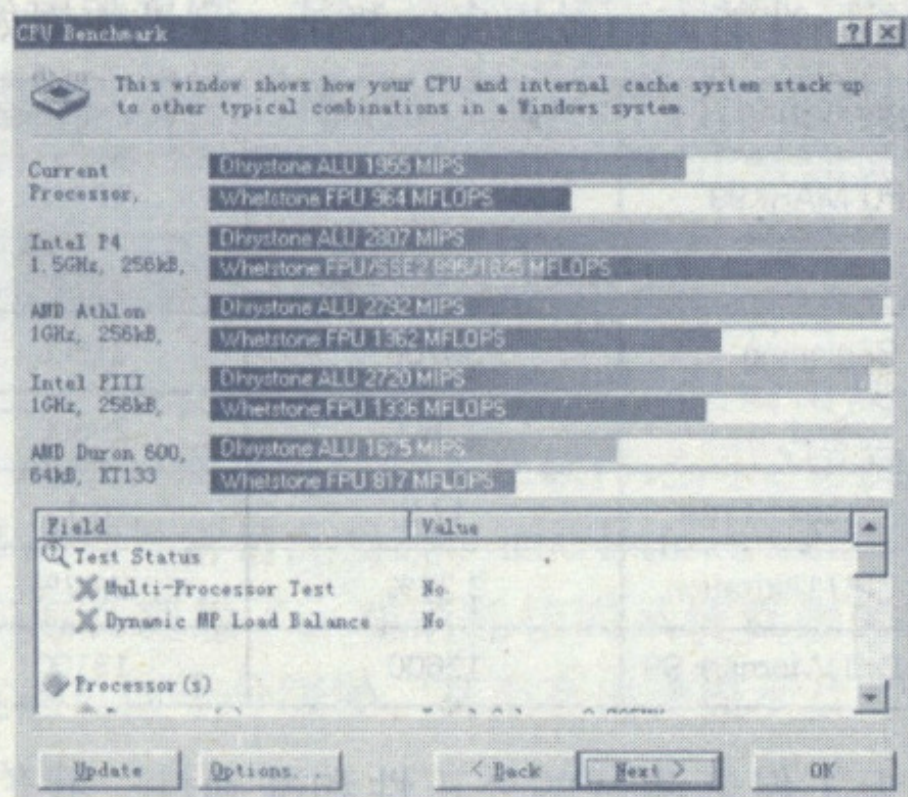 CPU Benchmark
This window shows how your CPU and internal cache system stack up
to other typical combinations in a Windows system.
Current
Processor,
Dhrystone ALU 1955 MIPS
Whetstone FPU 964 MFLOPS
Intel P4
1.5GHz, 256kB,
Dhrystone ALU 2807 MIPS
Whetstone FPU/SSE2 895/1825 MFLOPS
AMD Athlon
1GHz, 256kB,
Dhrystone ALU 2792 MIPS
Whetstone FPU 1362 MFLOPS
Intel PIII
1GHz, 256kB,
Dhrystone ALU 2720 MIPS
Whetstone FPU 1336 MFLOPS
AMD Duron 600,
64kB, KT133
Dhrystone ALU 1675 MIPS
Whetstone FPU 817 MFLOPS
Field Value
Test Status
Multi-Processor Test No
Dynamic MP Load Balance No
Processor(s)
Update Options... < Back Next > OK